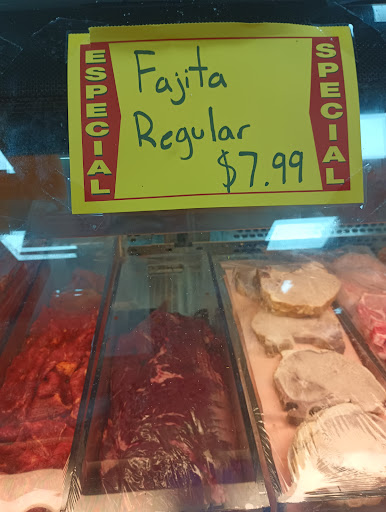 ESPECIAL
Fajita
Regular
$7.99
SPECIAL